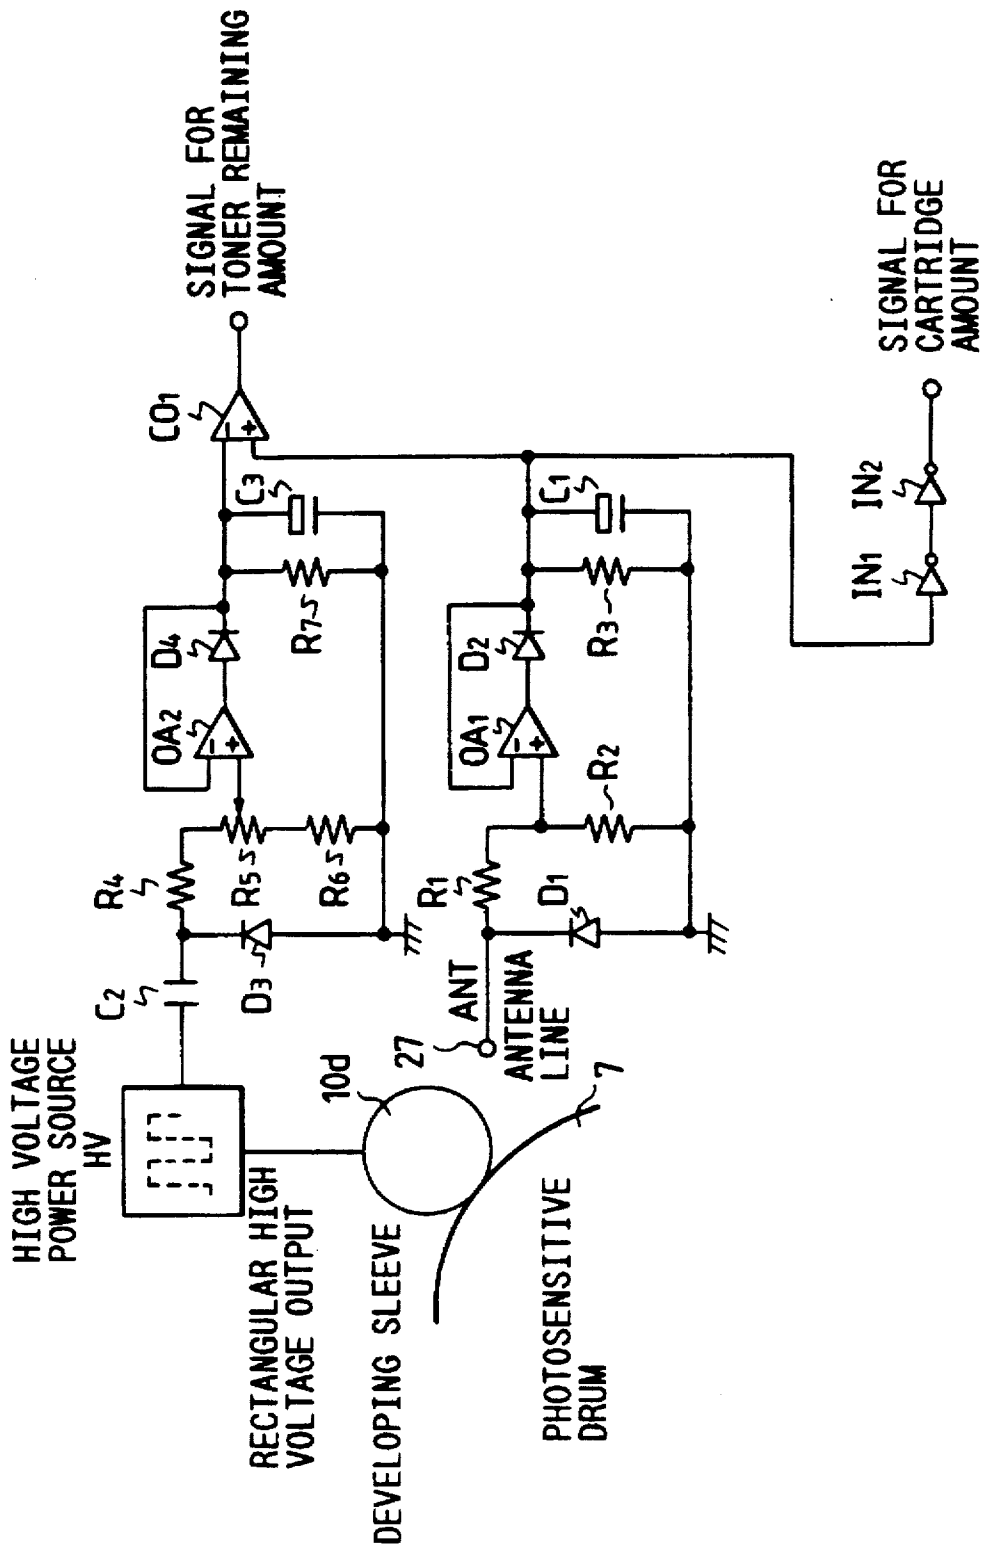 HIGH VOLTAGE
POWER SOURCE
HV
C2
R4
D3
R5
R6
OA2
D4
R7
C3
CO1
SIGNAL FOR
TONER REMAINING
AMOUNT
RECTANGULAR HIGH
VOLTAGE OUTPUT
DEVELOPING SLEEVE
10d
27
ANT
ANTENNA
LINE
7
PHOTOSENSITIVE
DRUM
R1
D1
R2
OA1
D2
R3
C1
IN1
IN2
SIGNAL FOR
CARTRIDGE
AMOUNT
-
+
-
+
-
+